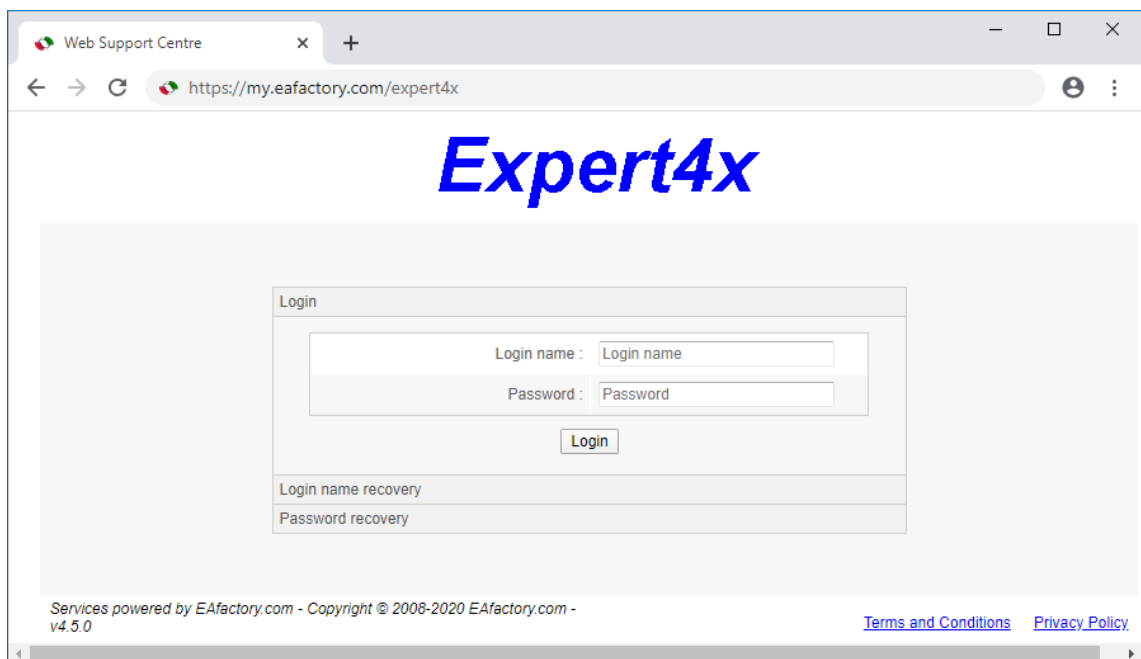 Web Support Centre
https://my.eafactory.com/expert4x
Expert4x
Login
Login name : Login name
Password : Password
Login
Login name recovery
Password recovery
Services powered by EAfactory.com - Copyright © 2008-2020 EAfactory.com -
v4.5.0
Terms and Conditions Privacy Policy